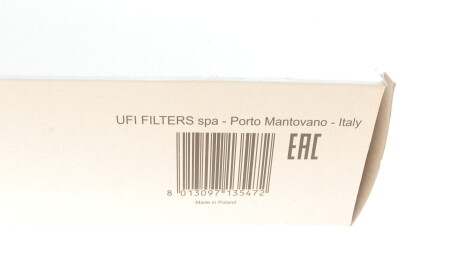 UFI FILTERS spa - Porto Mantovano - Italy
EAC
8 013097 135472
Made in Poland